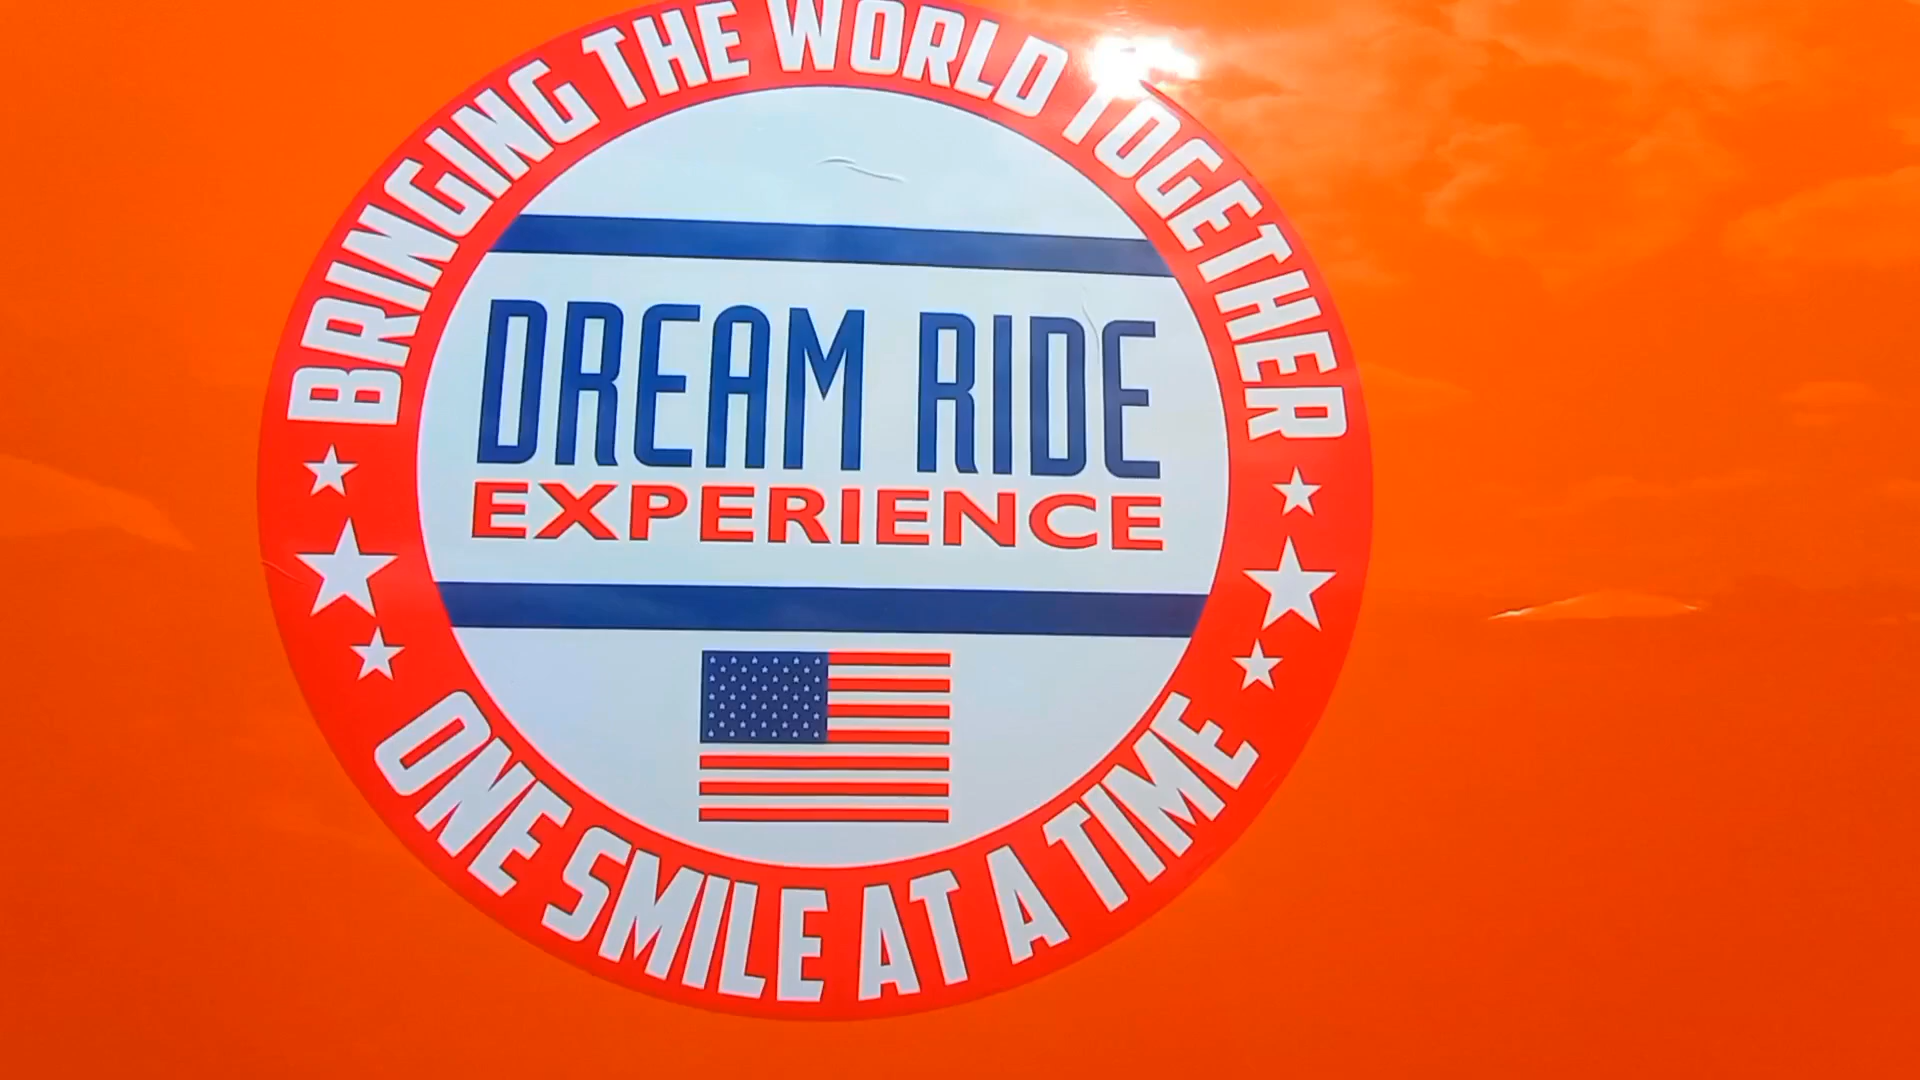 BRINGING THE WORLD TOGETHER
DREAM RIDE
EXPERIENCE
ONE SMILE AT A TIME